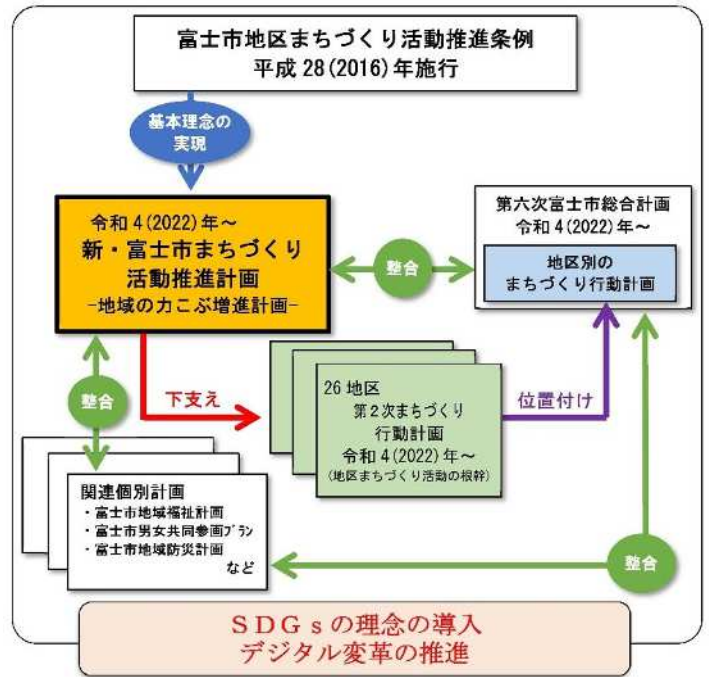 富士市地区まちづくり活動推進条例
平成28(2016)年施行
基本理念の
実現
令和4(2022)年～
新・富士市まちづくり
活動推進計画
-地域の力こぶ増進計画-
整合
第六次富士市総合計画
令和4(2022)年～
地区別の
まちづくり行動計画
整合
下支え
26地区
第2次まちづくり
行動計画
令和4(2022)年～
(地区まちづくり活動の根幹)
位置付け
関連個別計画
・富士市地域福祉計画
・富士市男女共同参画プラン
・富士市地域防災計画
など
整合
SDGsの理念の導入
デジタル変革の推進